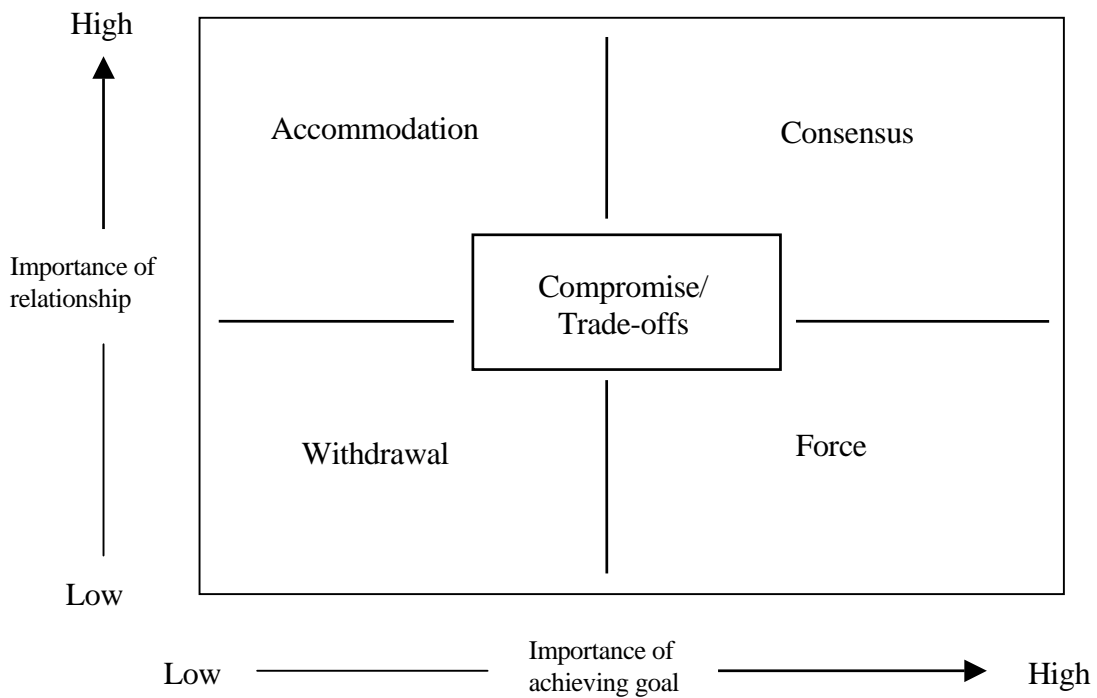 High
Accommodation
Consensus
Importance of
relationship
Compromise/
Trade-offs
Withdrawal
Force
Low
Low
Importance of
achieving goal
High